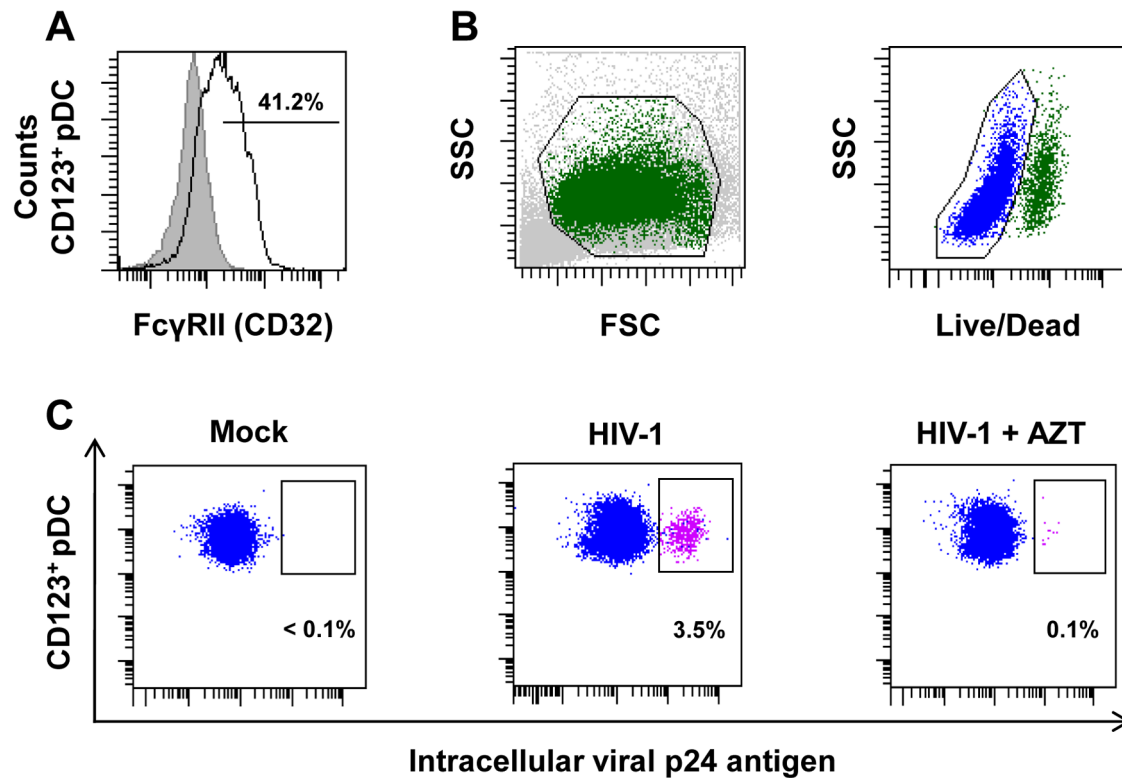 A
Counts
CD123⁺ pDC
41.2%
FcγRII (CD32)
B
SSC
FSC
SSC
Live/Dead
C
CD123⁺ pDC
Mock
< 0.1%
HIV-1
3.5%
HIV-1 + AZT
0.1%
Intracellular viral p24 antigen